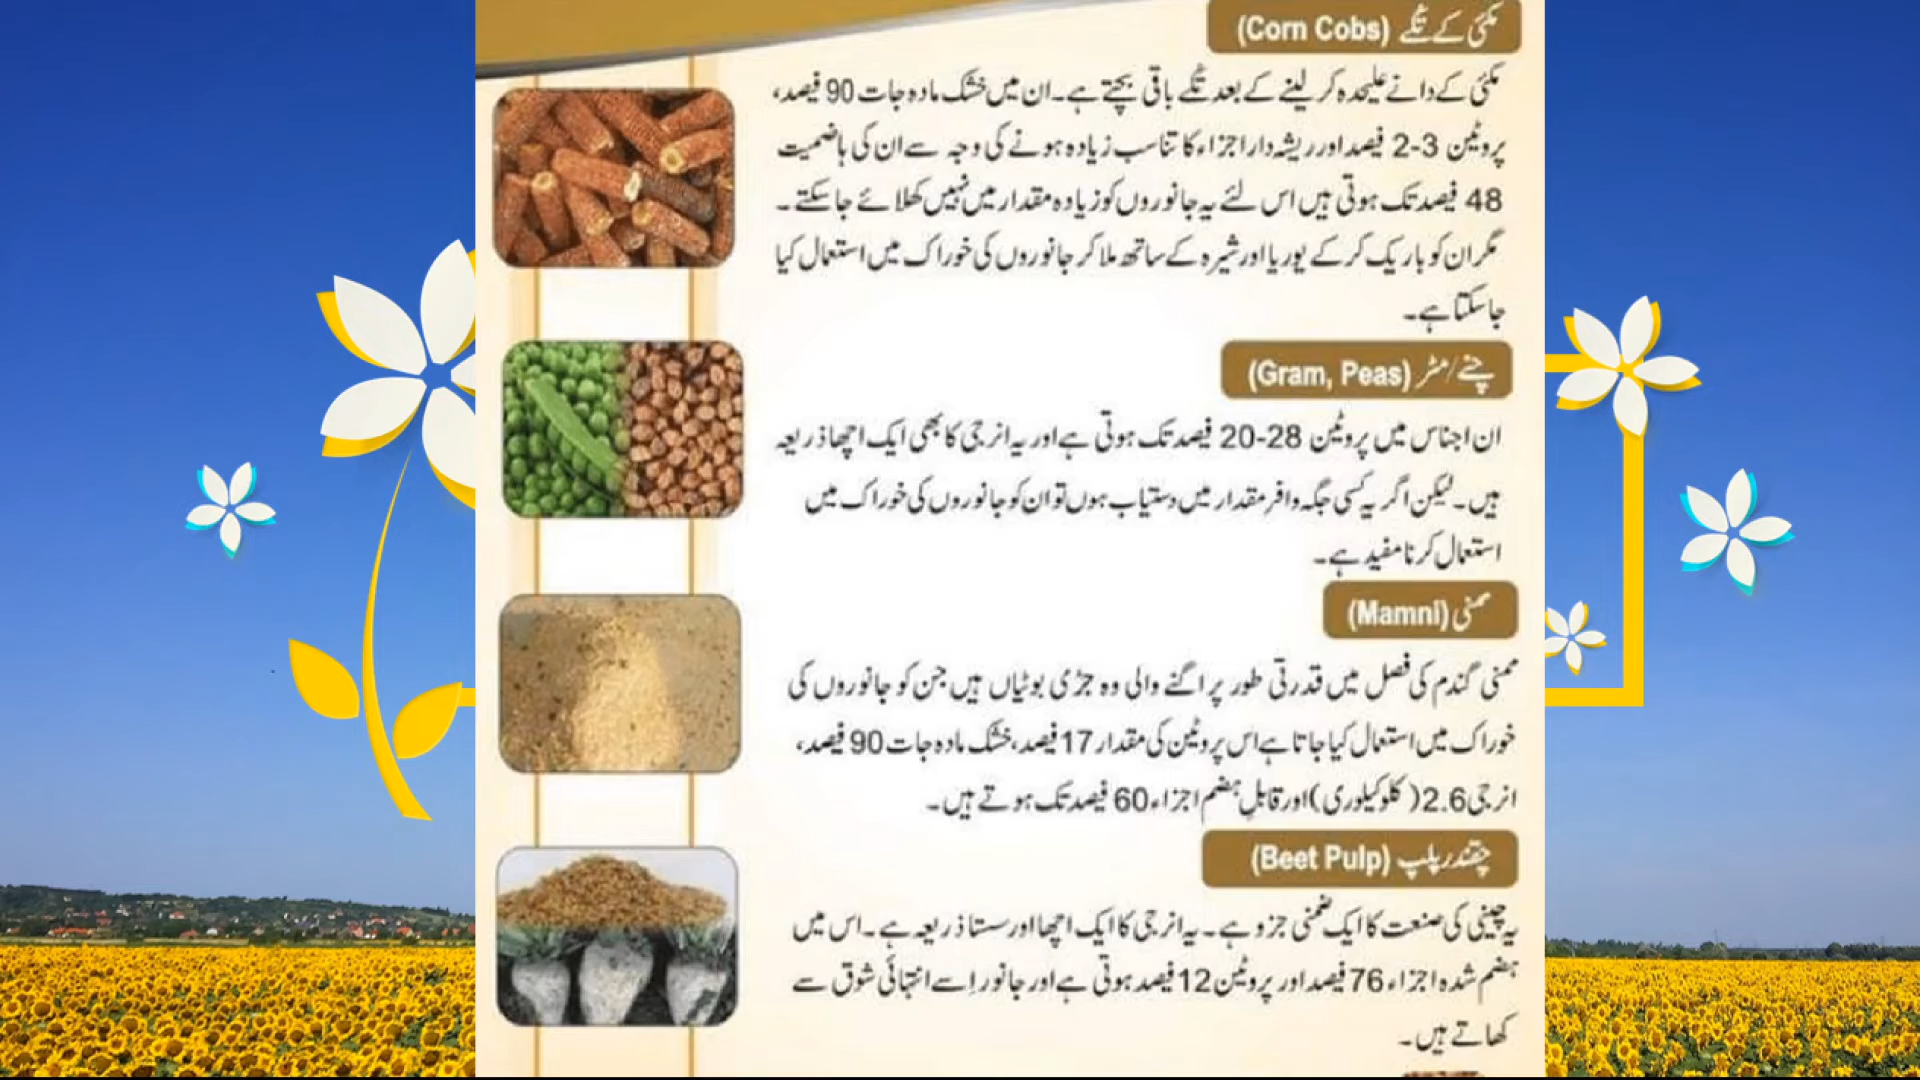 مکئی کے تکے (Corn Cobs)
مکئی کے دانے علیحدہ کر لینے کے بعد تکے باقی بچتے ہے۔ ان میں خشک مادہ جات 90 فیصد،
پروٹین 3-2 فیصد اور ریشہ دار اجزاء کا تناسب زیادہ ہونے کی وجہ سے ان کی ہاضمیت
48 فیصد تک ہوتی ہیں اس لئے یہ جانوروں کو زیادہ مقدار میں نہیں کھلائے جا سکتے ۔
مگر ان کو باریک کر کے یوریا اور شیرہ کے ساتھ ملا کر جانوروں کی خوراک میں استعمال کیا
جا سکتا ہے۔
چنے/مٹر (Gram, Peas)
ان اجناس میں پروٹین 28-20 فیصد تک ہوتی ہے اور یہ انرجی کا بھی ایک اچھا ذریعہ
ہیں۔ لیکن اگر یہ کسی جگہ وافر مقدار میں دستیاب ہوں تو ان کو جانوروں کی خوراک میں
استعمال کرنا مفید ہے۔
ممنی (Mamni)
ممنی گندم کی فصل میں قدرتی طور پر اگنے والی وہ جڑی بوٹیاں ہیں جن کو جانوروں کی
خوراک میں استعمال کیا جاتا ہے اس پروٹین کی مقدار 17 فیصد، خشک مادہ جات 90 فیصد،
انرجی 2.6 (کلوکیلوری) اور قابلِ ہضم اجزاء 60 فیصد تک ہوتے ہیں۔
چقندر پلپ (Beet Pulp)
یہ چینی کی صنعت کا ایک ضمنی جزو ہے۔ یہ انرجی کا ایک اچھا اور سستا ذریعہ ہے۔ اس میں
ہضم شدہ اجزاء 76 فیصد اور پروٹین 12 فیصد ہوتی ہے اور جانور اِسے انتہائی شوق سے
کھاتے ہیں۔